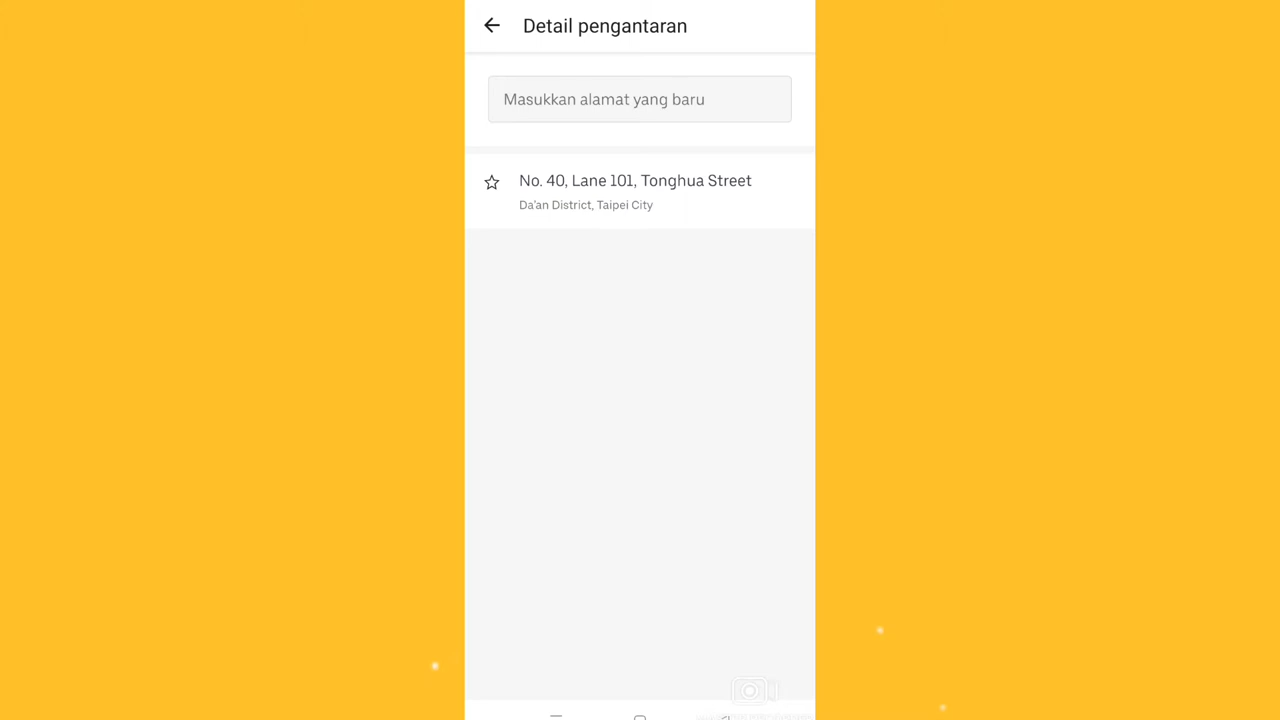 Detail pengantaran
Masukkan alamat yang baru
No. 40, Lane 101, Tonghua Street
Da'an District, Taipei City